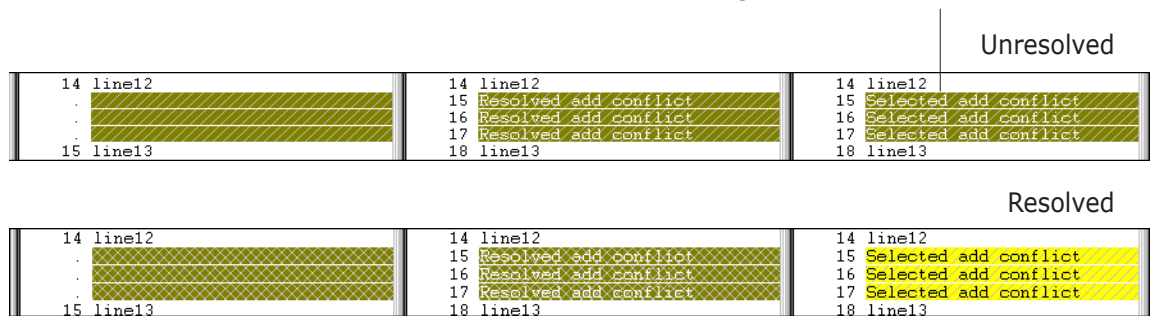 Unresolved
14 line12 14 line12 14 line12
. 15 Resolved add conflict 15 Selected add conflict
. 16 Resolved add conflict 16 Selected add conflict
. 17 Resolved add conflict 17 Selected add conflict
15 line13 18 line13 18 line13
Resolved
14 line12 14 line12 14 line12
. 15 Resolved add conflict 15 Selected add conflict
. 16 Resolved add conflict 16 Selected add conflict
. 17 Resolved add conflict 17 Selected add conflict
15 line13 18 line13 18 line13